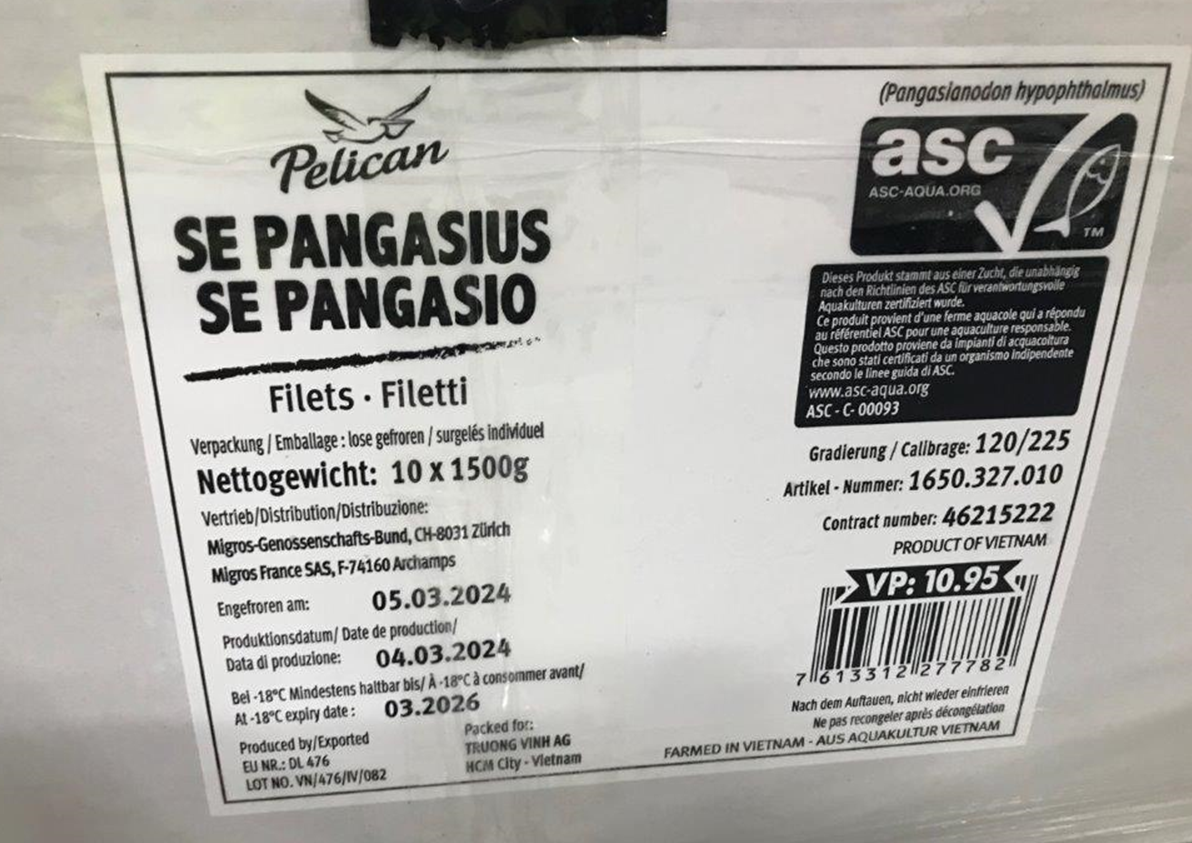 Pelican
SE PANGASIUS
SE PANGASIO
Filets · Filetti
Verpackung / Emballage : lose gefroren / surgelés individuel
Nettogewicht: 10 x 1500g
Vertrieb/Distribution/Distribuzione:
Migros-Genossenschafts-Bund, CH-8031 Zürich
Migros France SAS, F-74160 Archamps
Engefroren am: 05.03.2024
Produktionsdatum/ Date de production/
Data di produzione: 04.03.2024
Bei -18°C Mindestens haltbar bis/ À -18°C à consommer avant/
At -18°C expiry date : 03.2026
Produced by/Exported
EU NR.: DL 476
LOT NO. VN/476/IV/082
Packed for:
TRUONG VINH AG
HCM City - Vietnam
(Pangasianodon hypophthalmus)
asc
ASC-AQUA.ORG
TM
Dieses Produkt stammt aus einer Zucht, die unabhängig
nach den Richtlinien des ASC für verantwortungsvolle
Aquakulturen zertifiziert wurde.
Ce produit provient d'une ferme aquacole qui a répondu
au référentiel ASC pour une aquaculture responsable.
Questo prodotto proviene da impianti di acquacoltura
che sono stati certificati da un organismo indipendente
secondo le linee guida di ASC.
www.asc-aqua.org
ASC - C- 00093
Gradierung / Calibrage: 120/225
Artikel - Nummer: 1650.327.010
Contract number: 46215222
PRODUCT OF VIETNAM
VP: 10.95
7 613312 277782
Nach dem Auftauen, nicht wieder einfrieren
Ne pas recongeler après décongélation
FARMED IN VIETNAM - AUS AQUAKULTUR VIETNAM